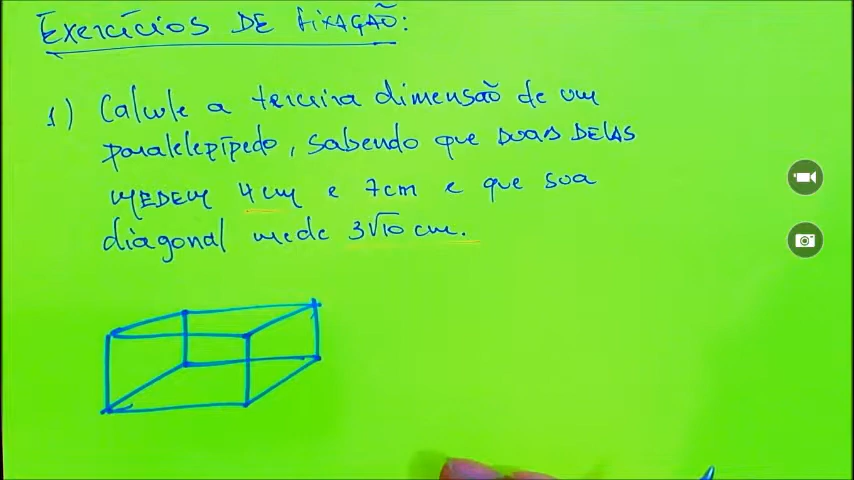 Exercícios DE fixação:
1) Calcule a terceira dimensão de um
paralelepípedo, sabendo que DUAS DELAS
MEDEM 4cm e 7cm e que sua
diagonal mede 3√10 cm.